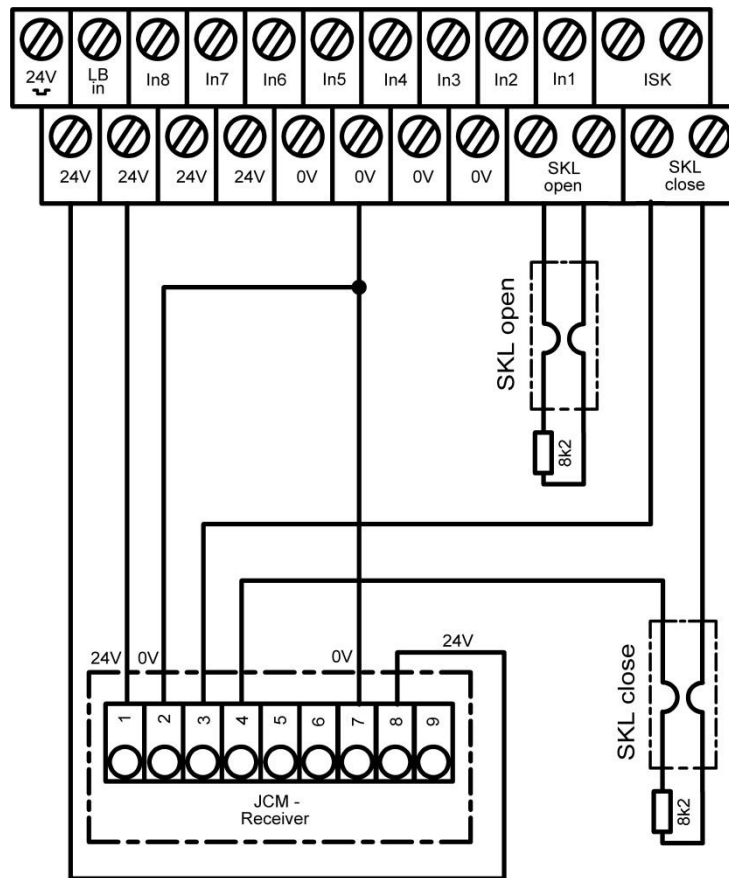 24V
LB
in
In8
In7
In6
In5
In4
In3
In2
In1
ISK
24V
24V
24V
24V
0V
0V
0V
0V
SKL
open
SKL
close
SKL open
8k2
24V
0V
0V
24V
1
2
3
4
5
6
7
8
9
JCM -
Receiver
SKL close
8k2